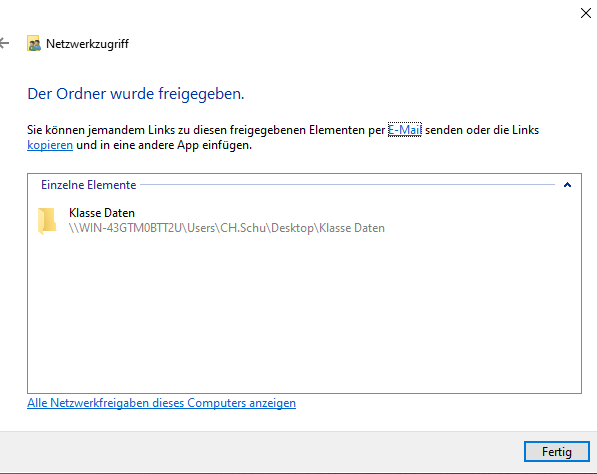 Netzwerkzugriff
Der Ordner wurde freigegeben.
Sie können jemandem Links zu diesen freigegebenen Elementen per E-Mail senden oder die Links
kopieren und in eine andere App einfügen.
Einzelne Elemente
Klasse Daten
\\WIN-43GTM0BTT2U\Users\CH.Schu\Desktop\Klasse Daten
Alle Netzwerkfreigaben dieses Computers anzeigen
Fertig